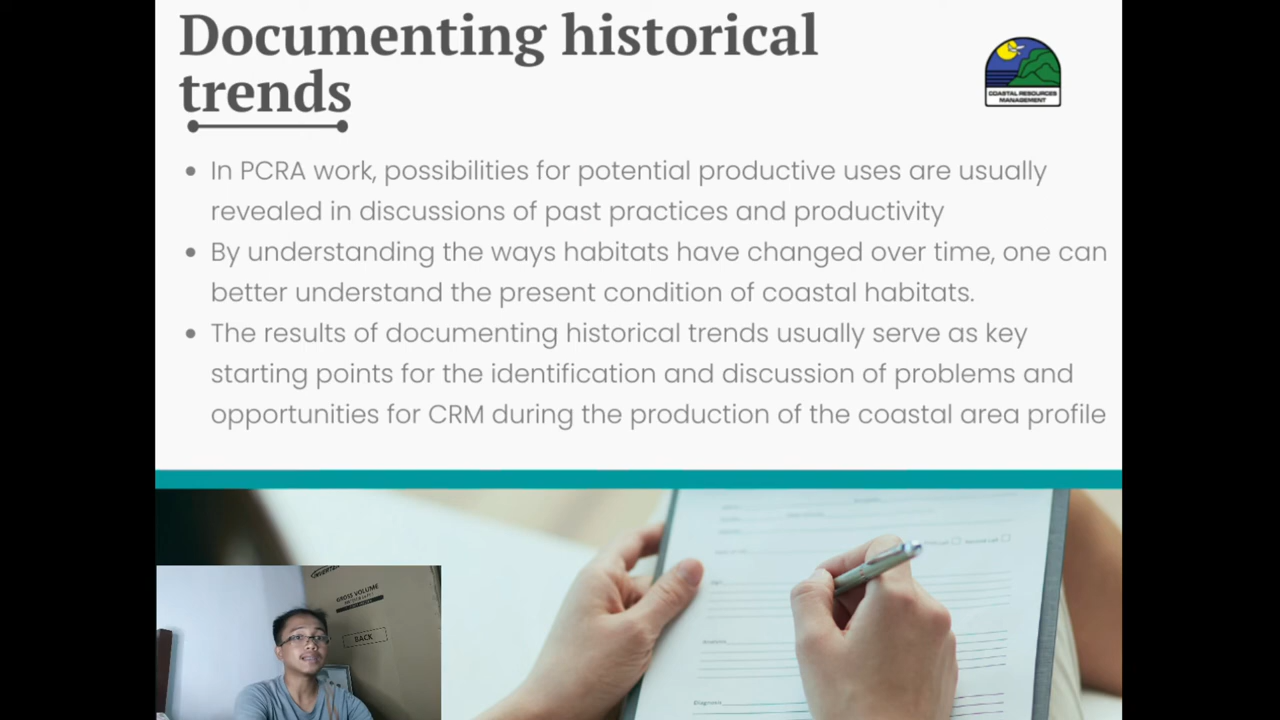 Documenting historical
trends
COASTAL RESOURCES
MANAGEMENT
In PCRA work, possibilities for potential productive uses are usually
revealed in discussions of past practices and productivity
By understanding the ways habitats have changed over time, one can
better understand the present condition of coastal habitats.
The results of documenting historical trends usually serve as key
starting points for the identification and discussion of problems and
opportunities for CRM during the production of the coastal area profile
GROSS VOLUME
BACK
Diagnosis